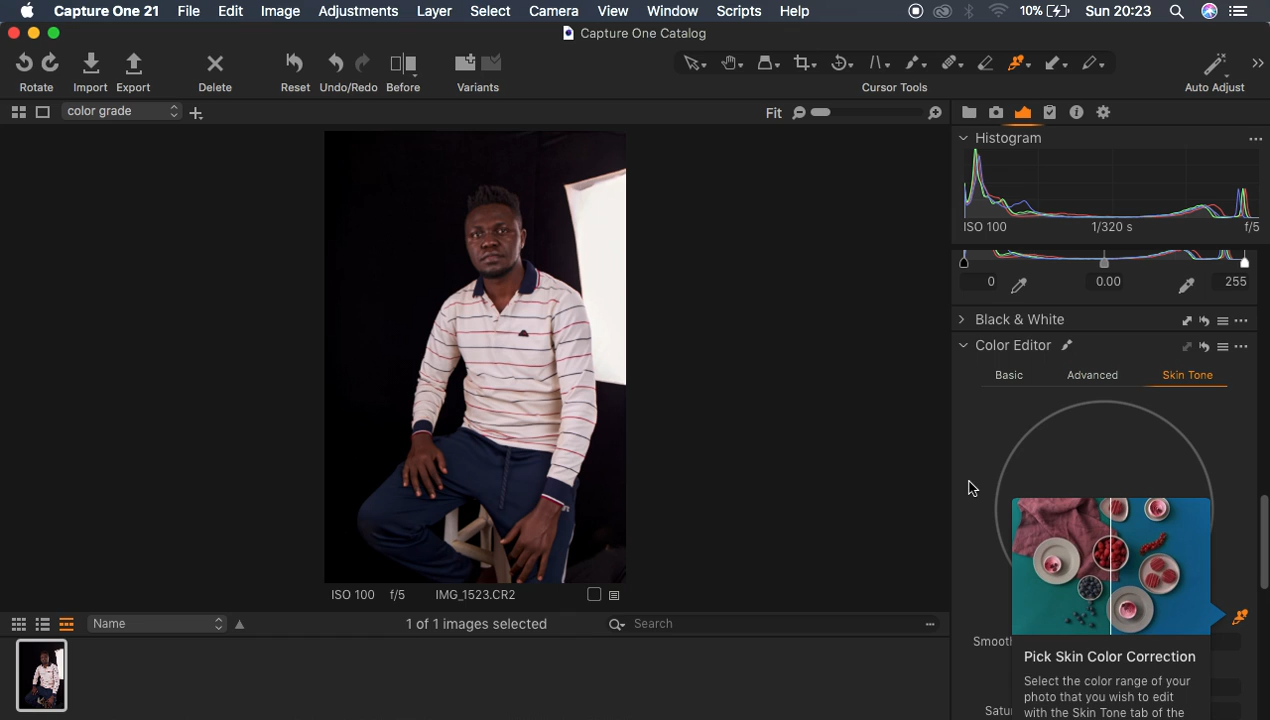 Capture One 21 File Edit Image Adjustments Layer Select Camera View Window Scripts Help 10% Sun 20:23
Capture One Catalog
Rotate Import Export Delete Reset Undo/Redo Before Variants Cursor Tools Auto Adjust
color grade Fit
Histogram
ISO 100 1/320 s f/5
0 0.00 255
Black & White
Color Editor
Basic Advanced Skin Tone
ISO 100 f/5 IMG_1523.CR2
Name 1 of 1 images selected Search
Smooth
Pick Skin Color Correction
Select the color range of your
photo that you wish to edit
Satur
with the Skin Tone tab of the